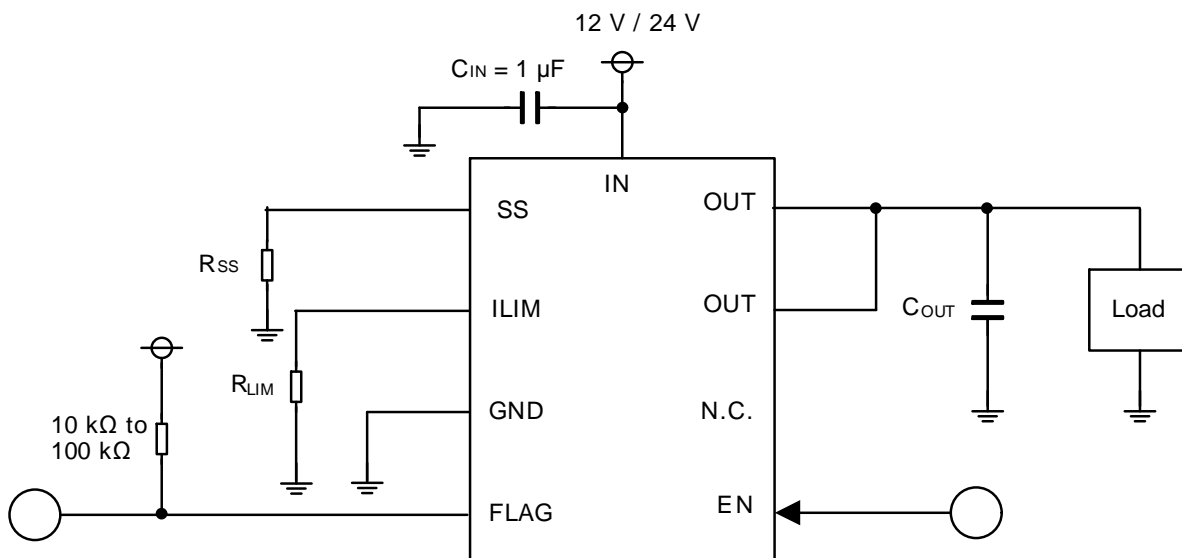 12 V / 24 V
CIN = 1 µF
IN
SS
OUT
RSS
ILIM
OUT
COUT
Load
RLIM
GND
N.C.
10 kΩ to
100 kΩ
FLAG
EN